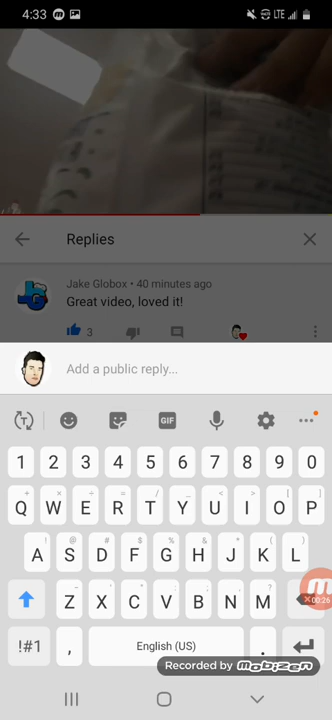 4:33 LTE
Replies
Jake Globox • 40 minutes ago
Great video, loved it!
3
Add a public reply...
GIF
1 2 3 4 5 6 7 8 9 0
+ × ÷ = / _ < > [ ]
Q W E R T Y U I O P
! @ # $ % & * ( )
A S D F G H J K L
- ' " : ; , ?
Z X C V B N M
00:26
!#1 , English (US) .
Recorded by mobizen